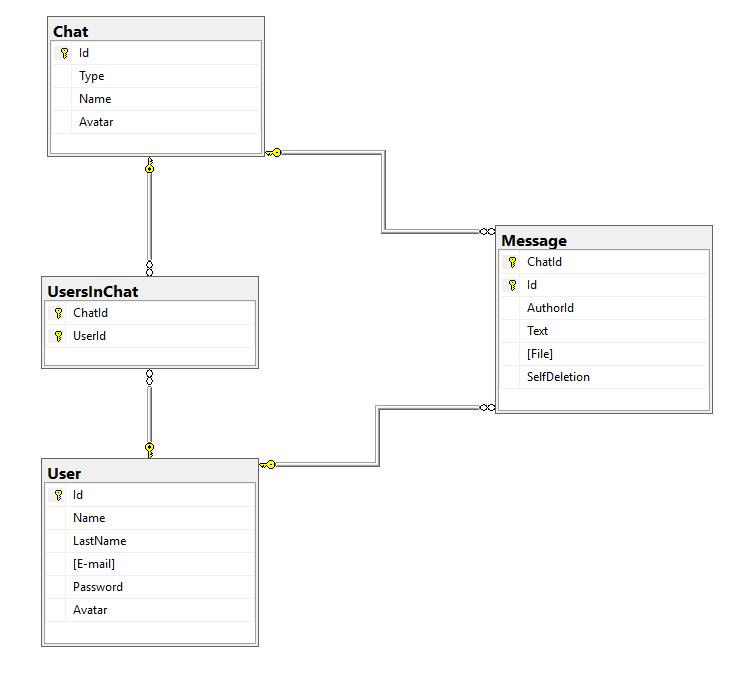 Chat
Id
Type
Name
Avatar
Message
ChatId
Id
AuthorId
Text
[File]
SelfDeletion
UsersInChat
ChatId
UserId
User
Id
Name
LastName
[E-mail]
Password
Avatar